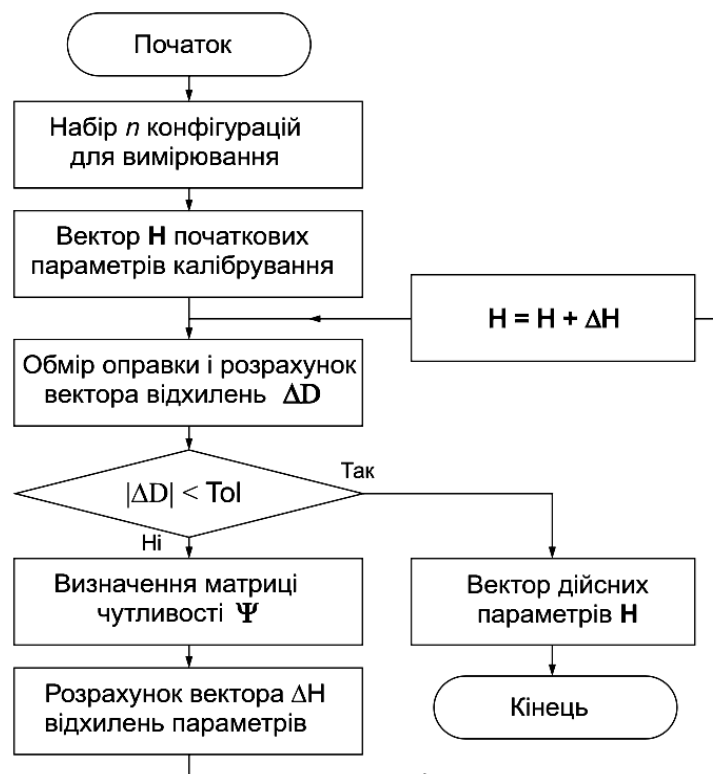 Початок
Набір n конфігурацій
для вимірювання
Вектор H початкових
параметрів калібрування
H = H + ΔH
Обмір оправки і розрахунок
вектора відхилень ΔD
|ΔD| < Tol
Так
Ні
Визначення матриці
чутливості Ψ
Вектор дійсних
параметрів H
Розрахунок вектора ΔH
відхилень параметрів
Кінець